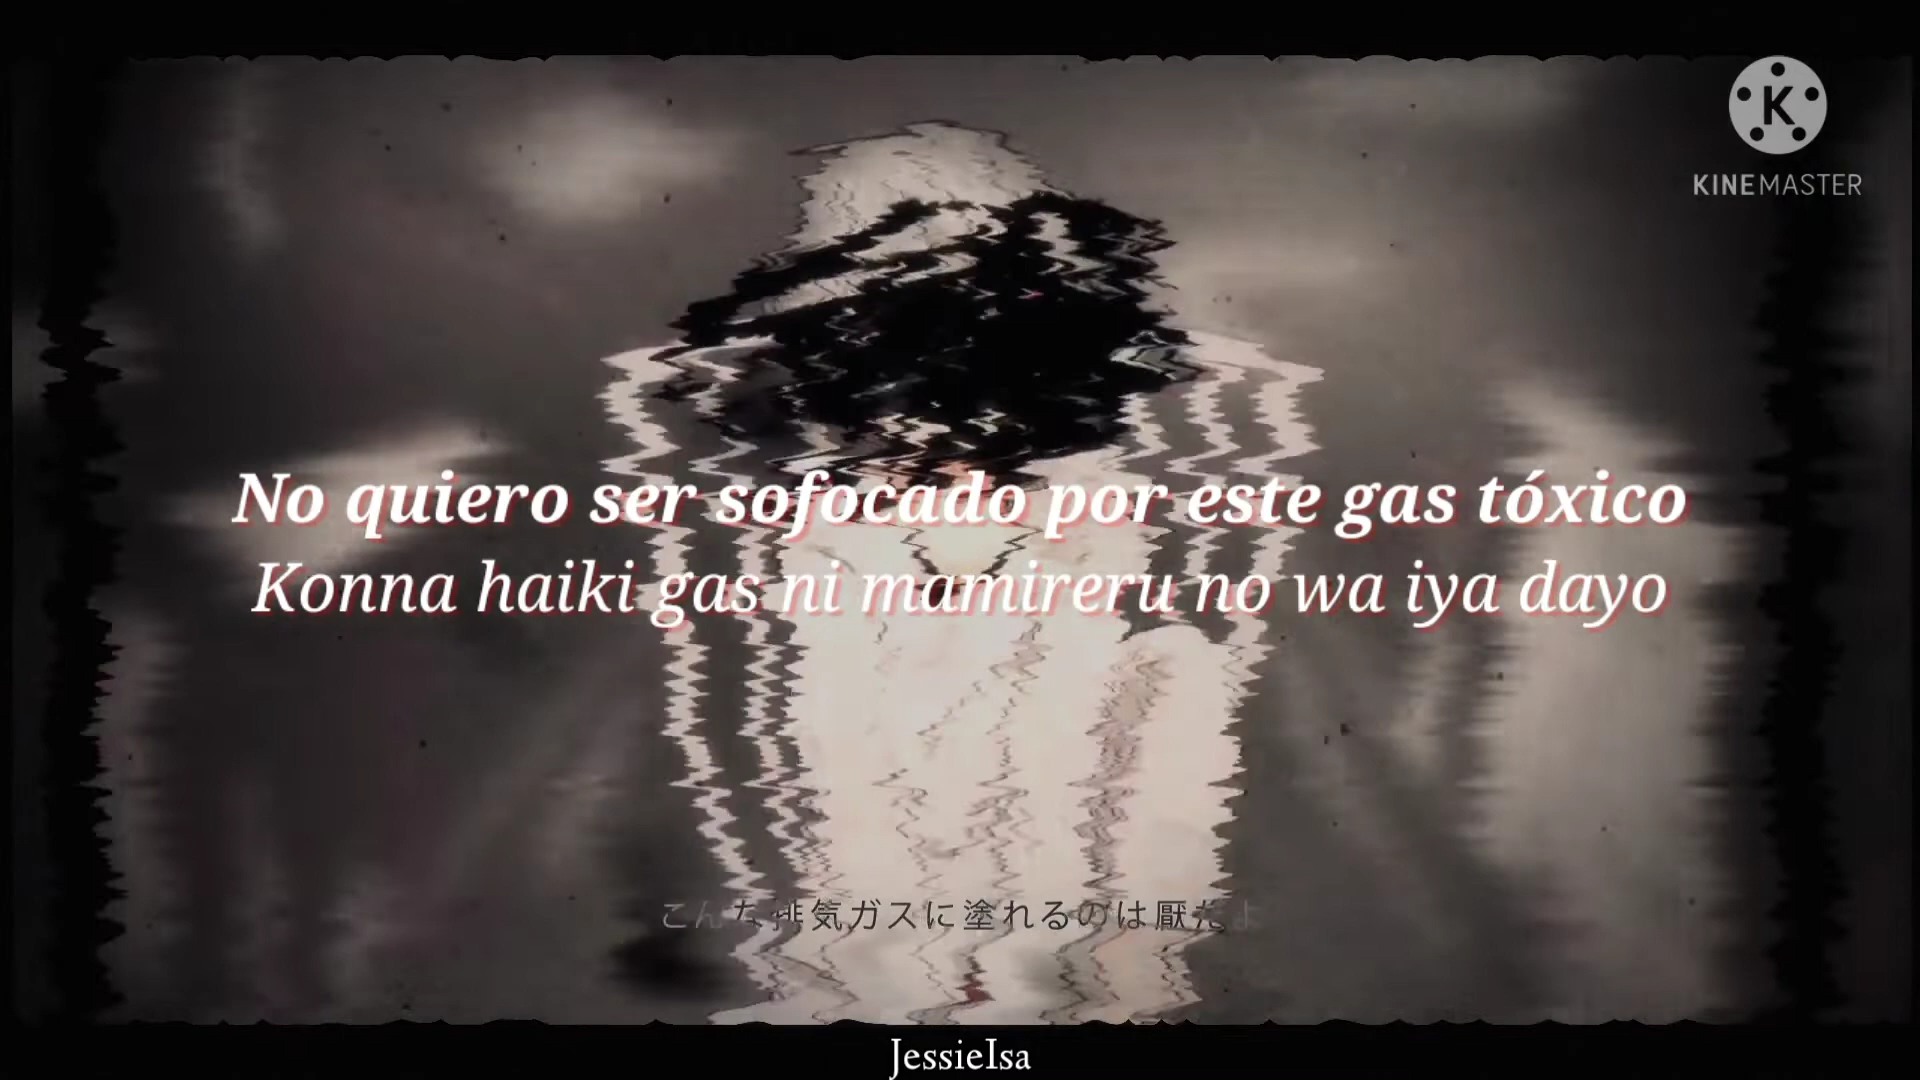 K
KINEMASTER
No quiero ser sofocado por este gas tóxico
Konna haiki gas ni mamireru no wa iya dayo
こんな排気ガスに塗れるのは厭だよ
JessieIsa